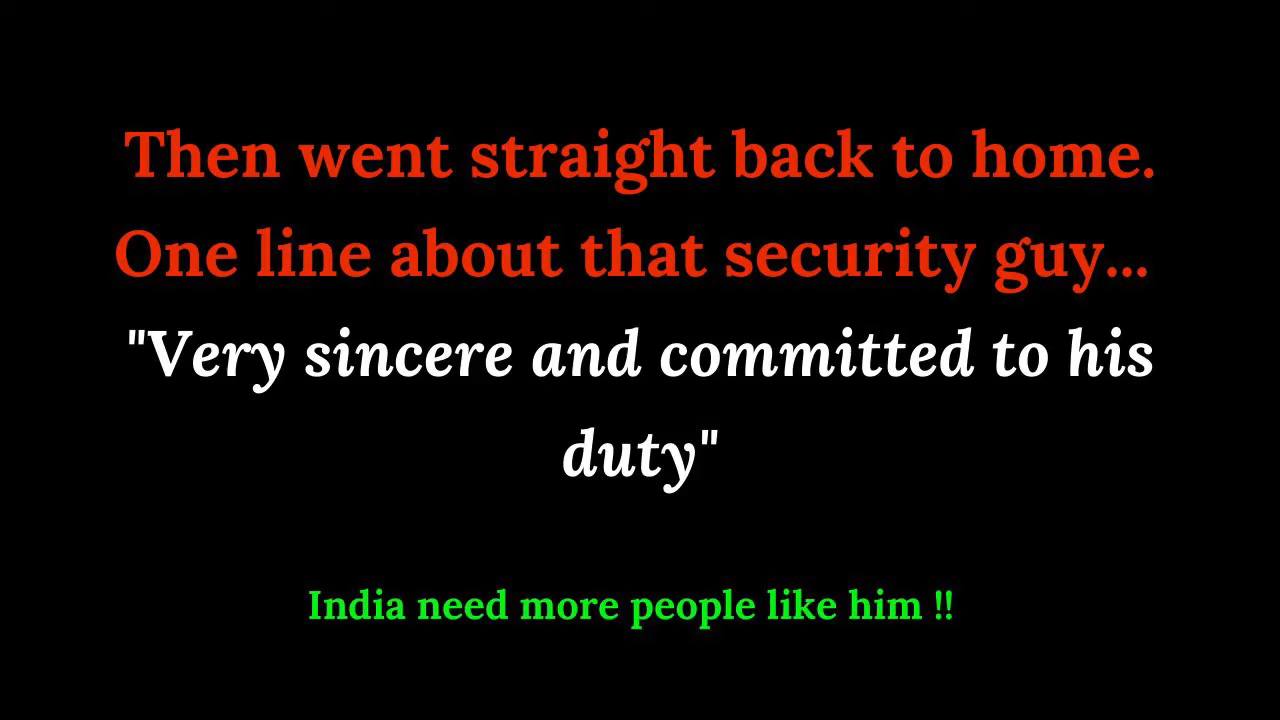 Then went straight back to home.
One line about that security guy...
"Very sincere and committed to his
duty"
India need more people like him !!